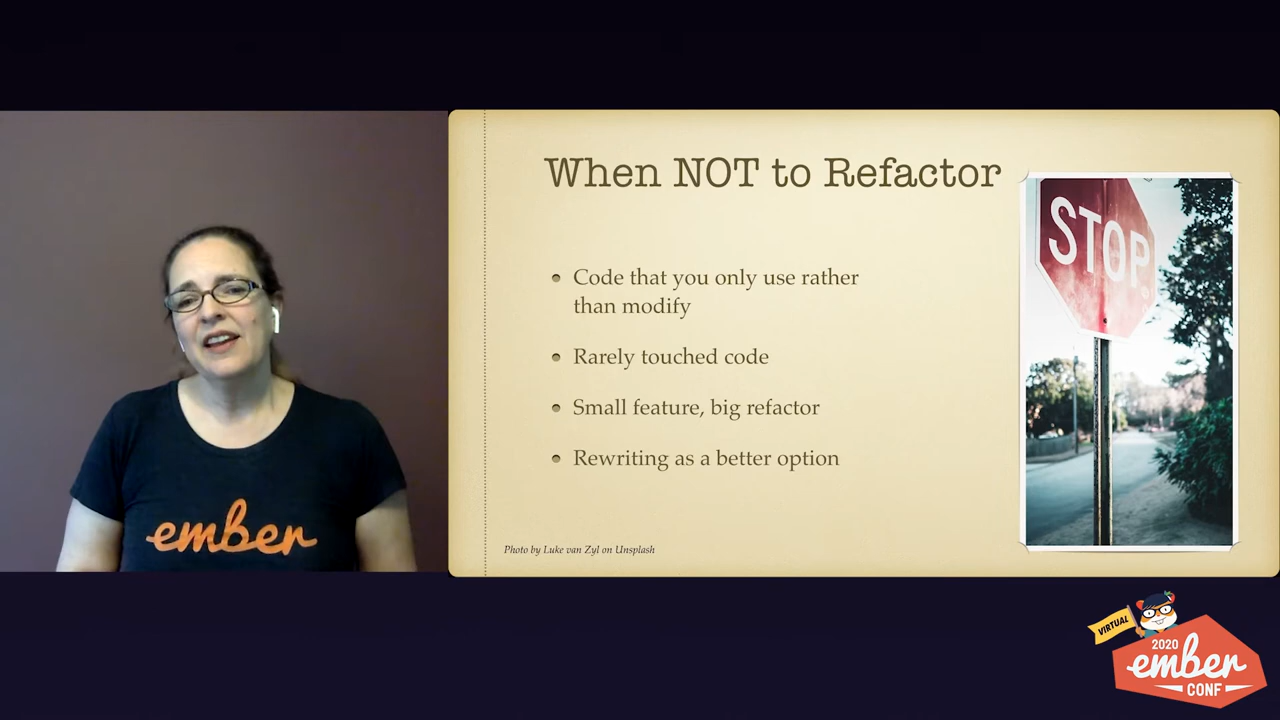 When NOT to Refactor
Code that you only use rather
than modify
Rarely touched code
Small feature, big refactor
Rewriting as a better option
Photo by Luke van Zyl on Unsplash
STOP
ember
VIRTUAL
2020
ember
CONF